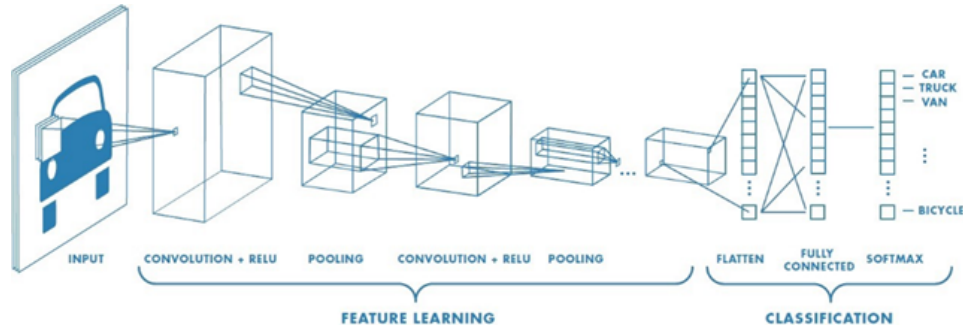 CAR
TRUCK
VAN
BICYCLE
INPUT
CONVOLUTION + RELU
POOLING
CONVOLUTION + RELU
POOLING
FLATTEN
FULLY
CONNECTED
SOFTMAX
FEATURE LEARNING
CLASSIFICATION